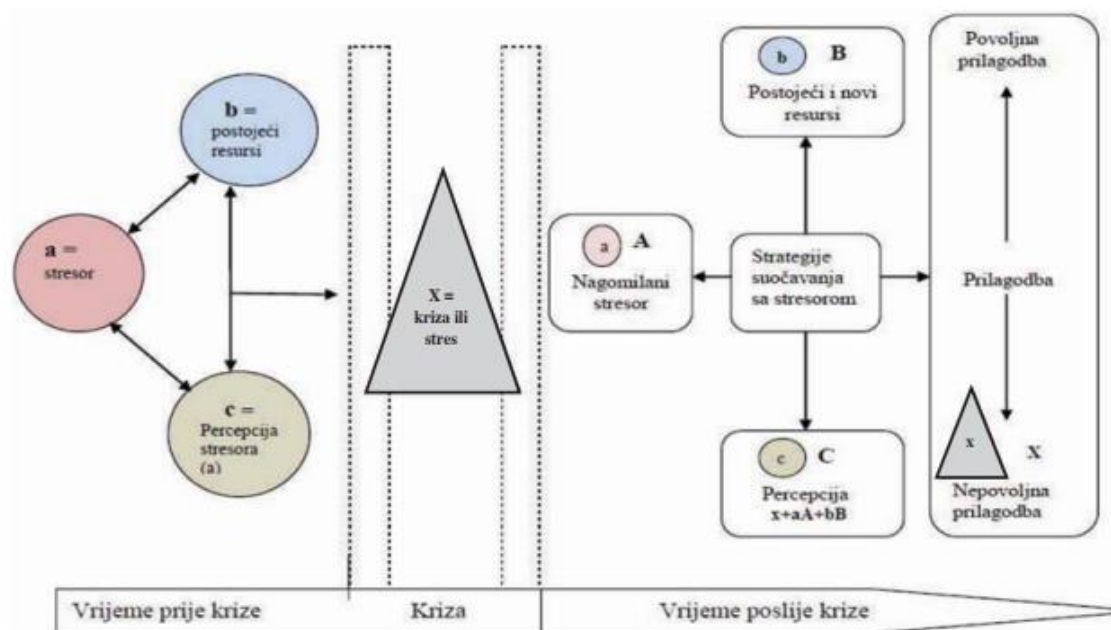 b =
postojeći
resursi
a =
stresor
c =
Percepcija
stresora
(a)
X =
kriza ili
stres
b B
Postojeći i novi
resursi
a A
Nagomilani
stresor
Strategije
suočavanja
sa stresorom
c C
Percepcija
x+aA+bB
Povoljna
prilagodba
Prilagodba
x X
Nepovoljna
prilagodba
Vrijeme prije krize
Kriza
Vrijeme poslije krize